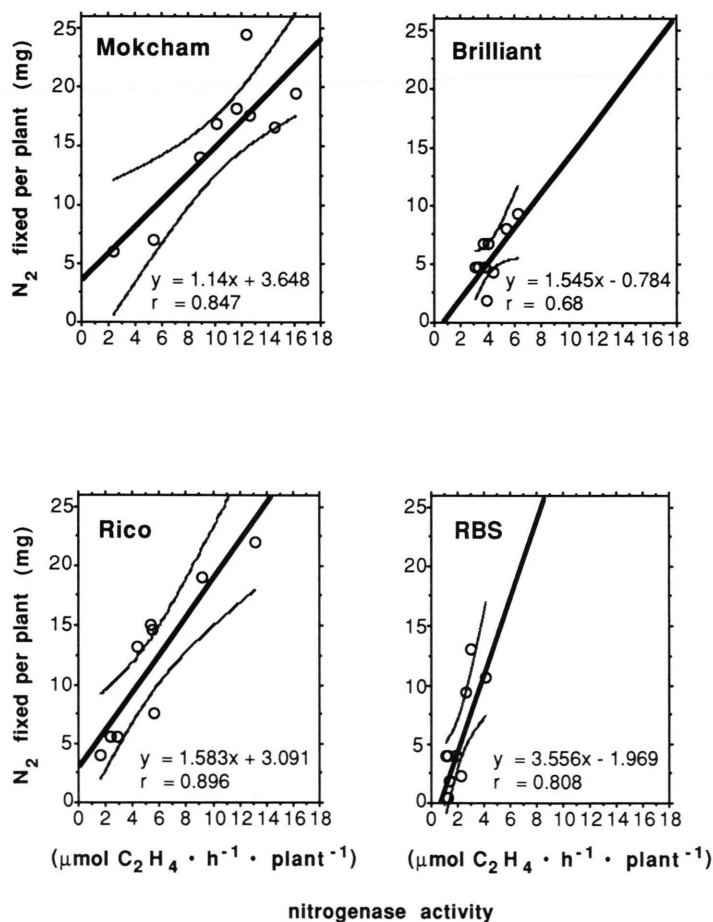 N2 fixed per plant (mg)
25
20
15
10
5
0
Mokcham
y = 1.14x + 3.648
r = 0.847
0 2 4 6 8 10 12 14 16 18
25
20
15
10
5
0
Brilliant
y = 1.545x - 0.784
r = 0.68
0 2 4 6 8 10 12 14 16 18
N2 fixed per plant (mg)
25
20
15
10
5
0
Rico
y = 1.583x + 3.091
r = 0.896
0 2 4 6 8 10 12 14 16 18
(μmol C2H4 • h-1 • plant-1)
25
20
15
10
5
0
RBS
y = 3.556x - 1.969
r = 0.808
0 2 4 6 8 10 12 14 16 18
(μmol C2H4 • h-1 • plant-1)
nitrogenase activity